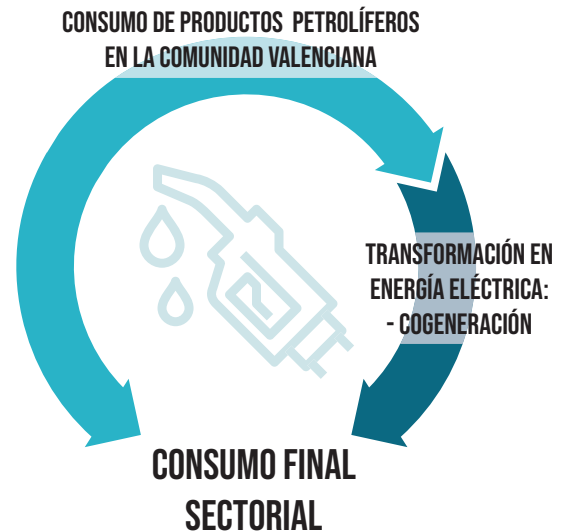 CONSUMO DE PRODUCTOS PETROLÍFEROS
EN LA COMUNIDAD VALENCIANA
TRANSFORMACIÓN EN
ENERGÍA ELÉCTRICA:
- COGENERACIÓN
CONSUMO FINAL
SECTORIAL